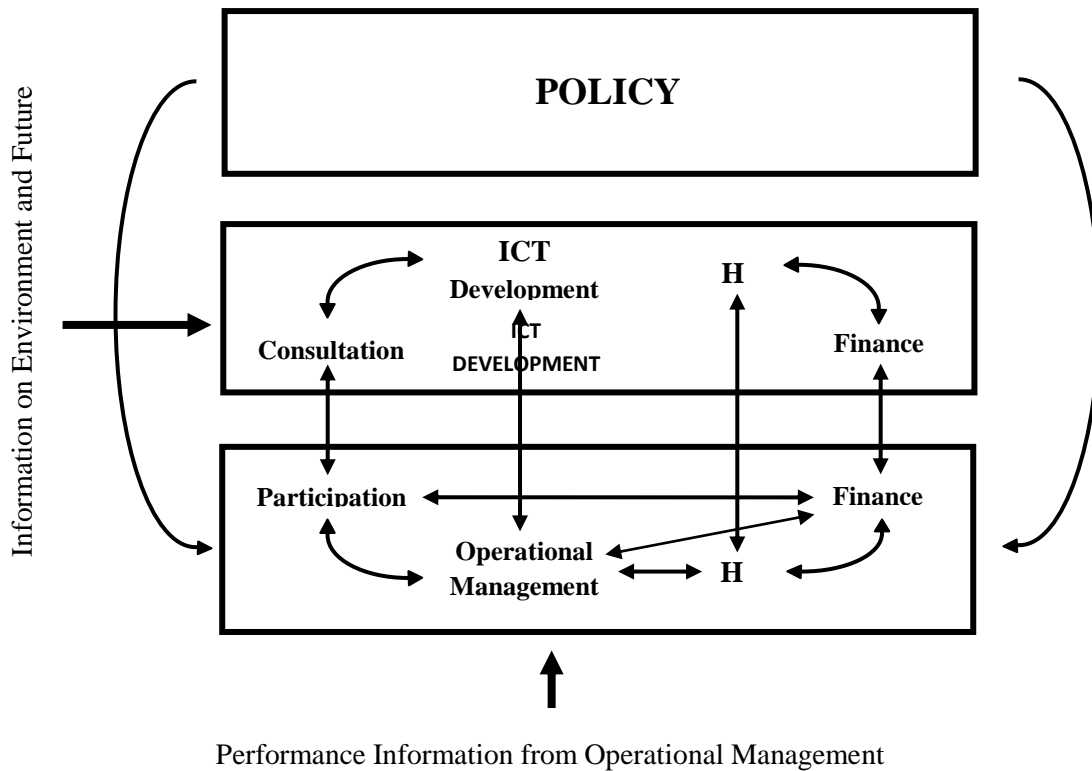 Information on Environment and Future
POLICY
ICT
Development
H
ICT
DEVELOPMENT
Consultation
Finance
Participation
Finance
Operational
Management
H
Performance Information from Operational Management